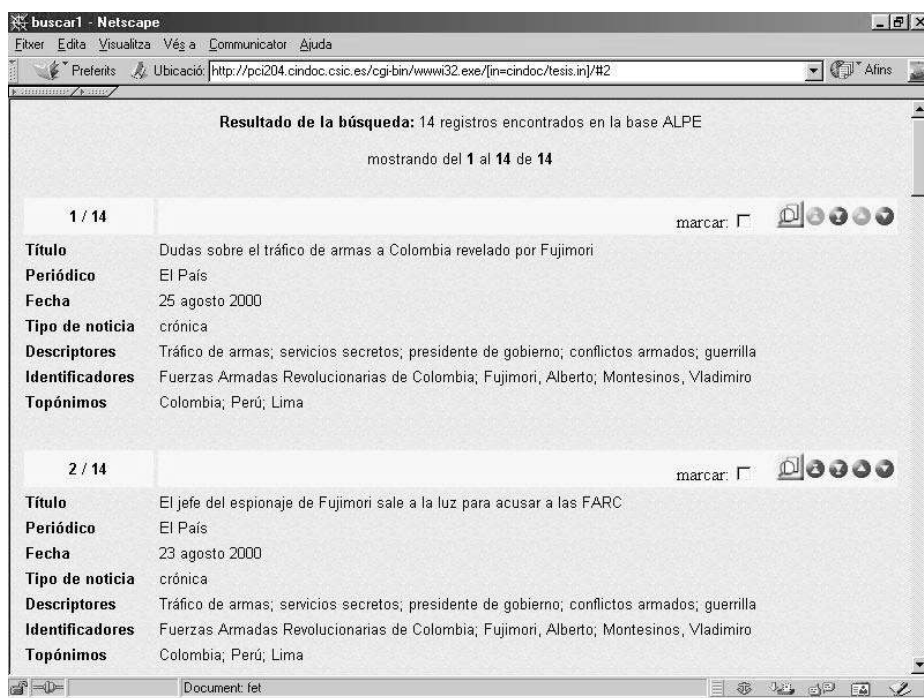 buscar1 - Netscape
Fitxer Edita Visualitza Vés a Communicator Ajuda
Preferits Ubicació: http://pci204.cindoc.csic.es/cgi-bin/wwwi32.exe/[in=cindoc/tesis.in]/#2 Afins
Resultado de la búsqueda: 14 registros encontrados en la base ALPE
mostrando del 1 al 14 de 14
1 / 14 marcar:
Título Dudas sobre el tráfico de armas a Colombia revelado por Fujimori
Periódico El País
Fecha 25 agosto 2000
Tipo de noticia crónica
Descriptores Tráfico de armas; servicios secretos; presidente de gobierno; conflictos armados; guerrilla
Identificadores Fuerzas Armadas Revolucionarias de Colombia; Fujimori, Alberto; Montesinos, Vladimiro
Topónimos Colombia; Perú; Lima
2 / 14 marcar:
Título El jefe del espionaje de Fujimori sale a la luz para acusar a las FARC
Periódico El País
Fecha 23 agosto 2000
Tipo de noticia crónica
Descriptores Tráfico de armas; servicios secretos; presidente de gobierno; conflictos armados; guerrilla
Identificadores Fuerzas Armadas Revolucionarias de Colombia; Fujimori, Alberto; Montesinos, Vladimiro
Topónimos Colombia; Perú; Lima
Document: fet